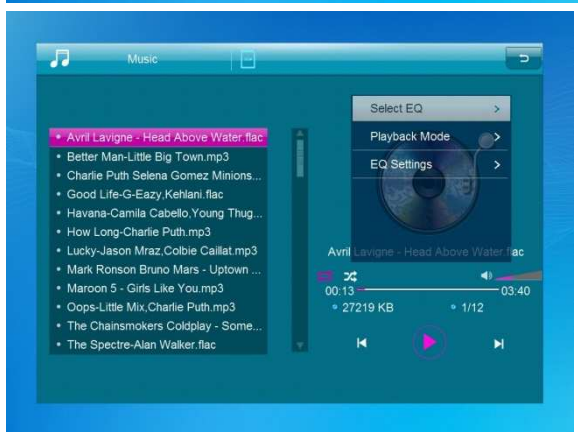 Music
Select EQ >
Playback Mode >
EQ Settings >
Avril Lavigne - Head Above Water.flac
Better Man-Little Big Town.mp3
Charlie Puth Selena Gomez Minions...
Good Life-G-Eazy,Kehlani.flac
Havana-Camila Cabello,Young Thug...
How Long-Charlie Puth.mp3
Lucky-Jason Mraz,Colbie Caillat.mp3
Mark Ronson Bruno Mars - Uptown ...
Maroon 5 - Girls Like You.mp3
Oops-Little Mix,Charlie Puth.mp3
The Chainsmokers Coldplay - Some...
The Spectre-Alan Walker.flac
Avril Lavigne - Head Above Water.flac
00:13
03:40
27219 KB
1/12